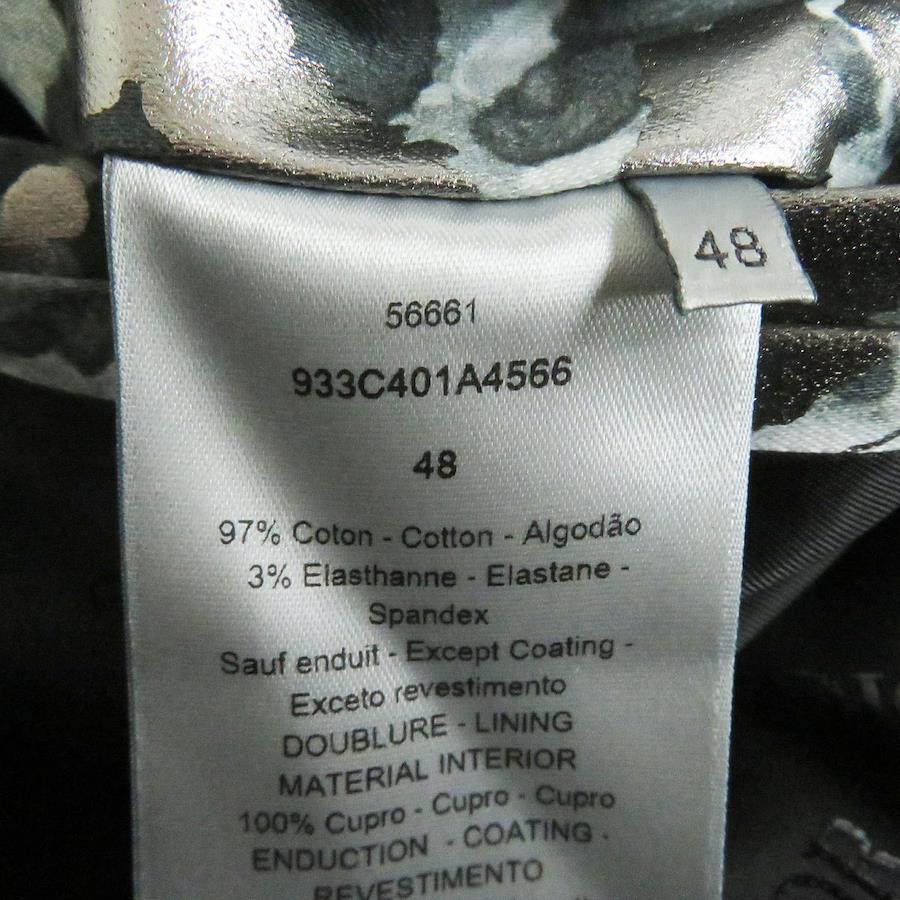 48
56661
933C401A4566
48
97% Coton - Cotton - Algodão
3% Elasthanne - Elastane -
Spandex
Sauf enduit - Except Coating -
Exceto revestimento
DOUBLURE - LINING
MATERIAL INTERIOR
100% Cupro - Cupro - Cupro
ENDUCTION - COATING -
REVESTIMENTO